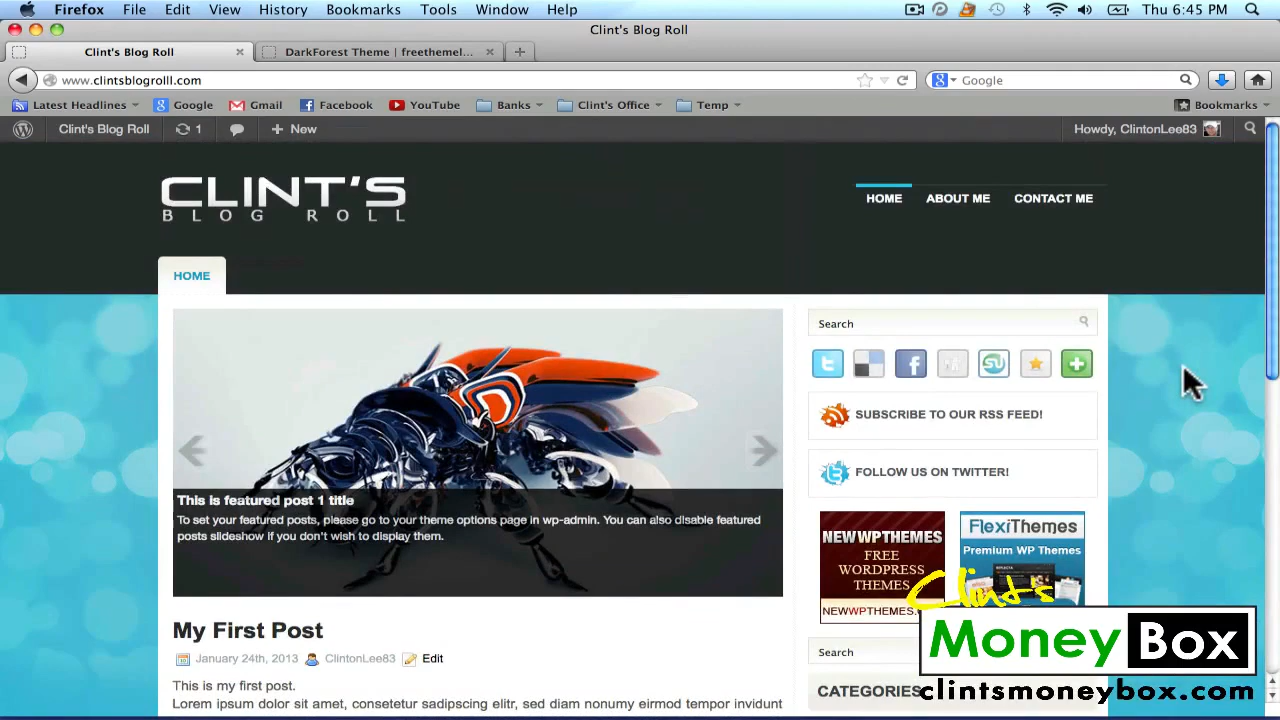 Firefox File Edit View History Bookmarks Tools Window Help Thu 6:45 PM
Clint's Blog Roll
Clint's Blog Roll DarkForest Theme | freethemel...
www.clintsblogrolll.com Google
Latest Headlines Google Gmail Facebook YouTube Banks Clint's Office Temp Bookmarks
Clint's Blog Roll 1 New Howdy, ClintonLee83
CLINT'S
BLOG ROLL
HOME ABOUT ME CONTACT ME
HOME
Search
SUBSCRIBE TO OUR RSS FEED!
FOLLOW US ON TWITTER!
This is featured post 1 title
To set your featured posts, please go to your theme options page in wp-admin. You can also disable featured
posts slideshow if you don't wish to display them.
NEWWPTHEMES
FREE
WORDPRESS
THEMES
NEWWPTHEMES.
FlexiThemes
Premium WP Themes
My First Post
January 24th, 2013 ClintonLee83 Edit
This is my first post.
Lorem ipsum dolor sit amet, consetetur sadipscing elitr, sed diam nonumy eirmod tempor invidunt
Search
CATEGORIES
Clint's
Money Box
clintsmoneybox.com